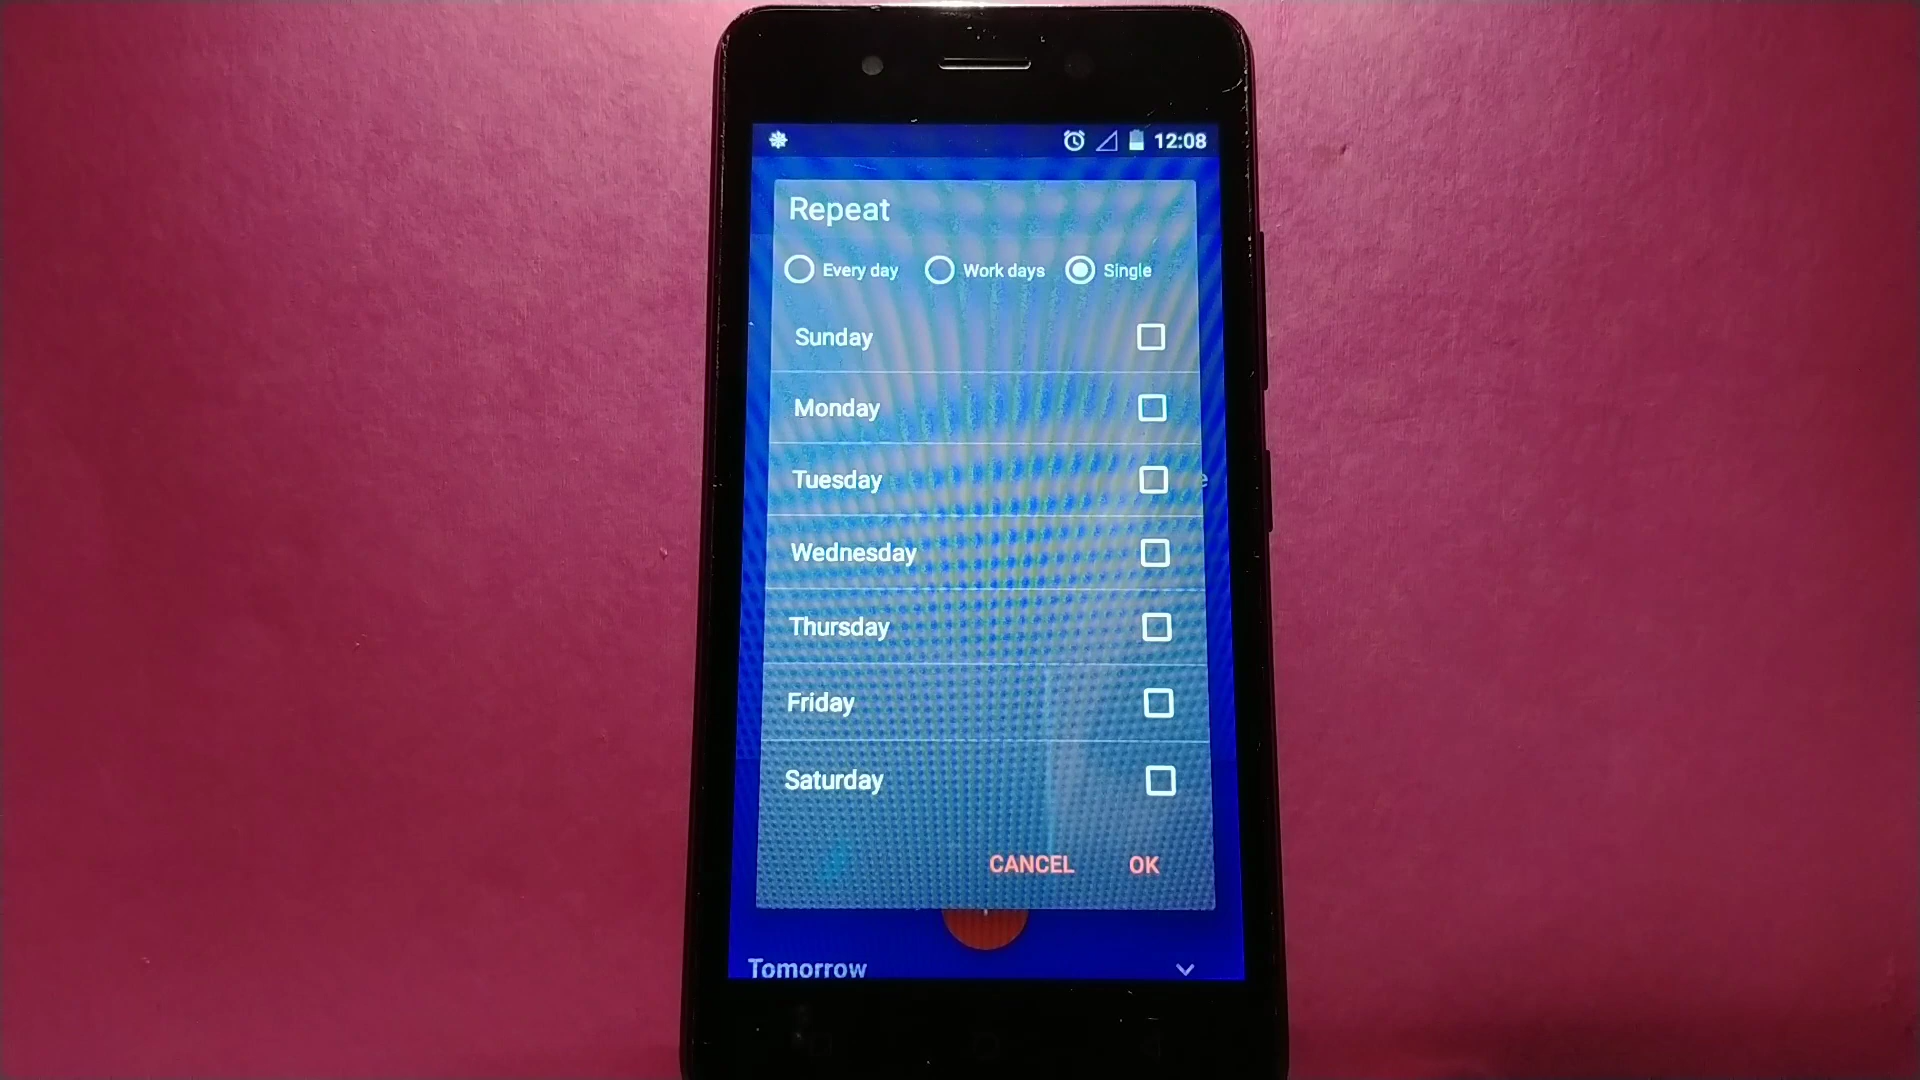 12:08
Repeat
Every day Work days Single
Sunday
Monday
Tuesday
e
Wednesday
Thursday
Friday
Saturday
CANCEL OK
Tomorrow